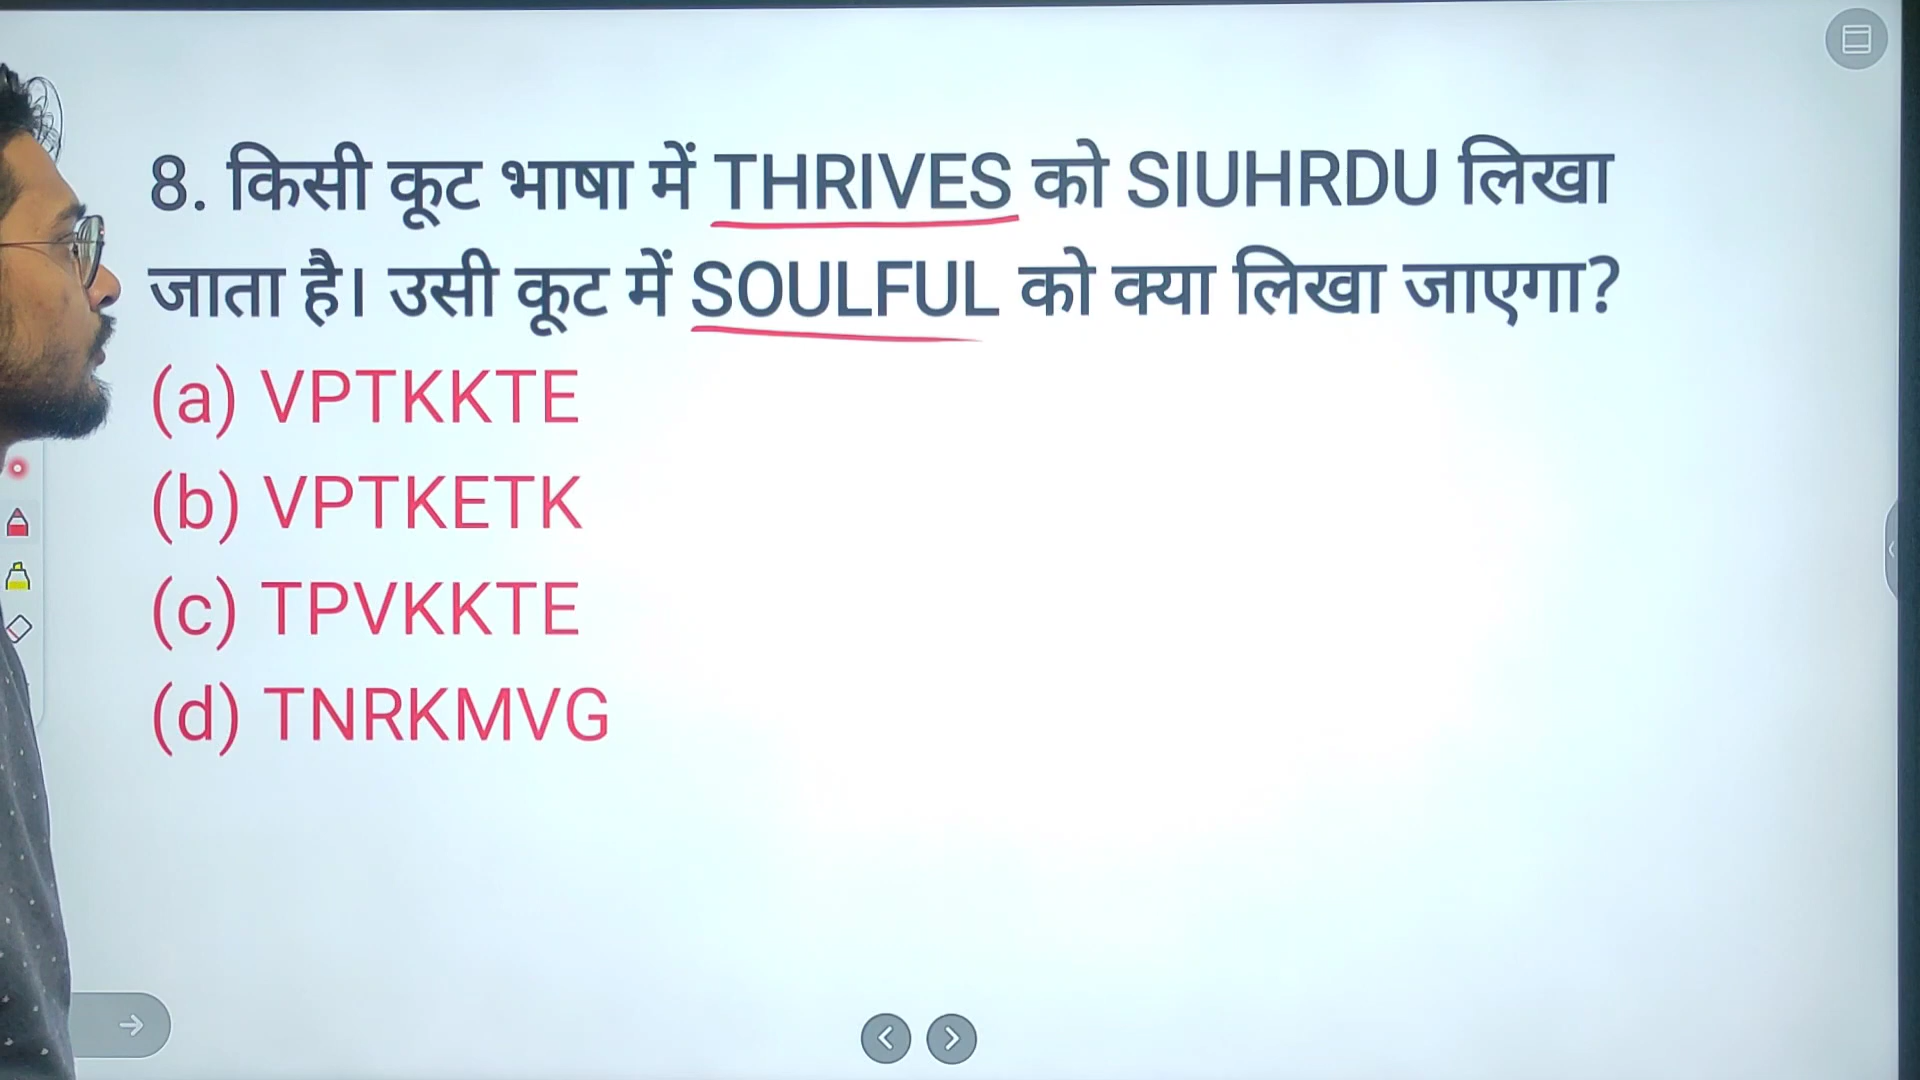 8. किसी कूट भाषा में THRIVES को SIUHRDU लिखा
जाता है। उसी कूट में SOULFUL को क्या लिखा जाएगा?
(a) VPTKKTE
(b) VPTKETK
(c) TPVKKTE
(d) TNRKMVG